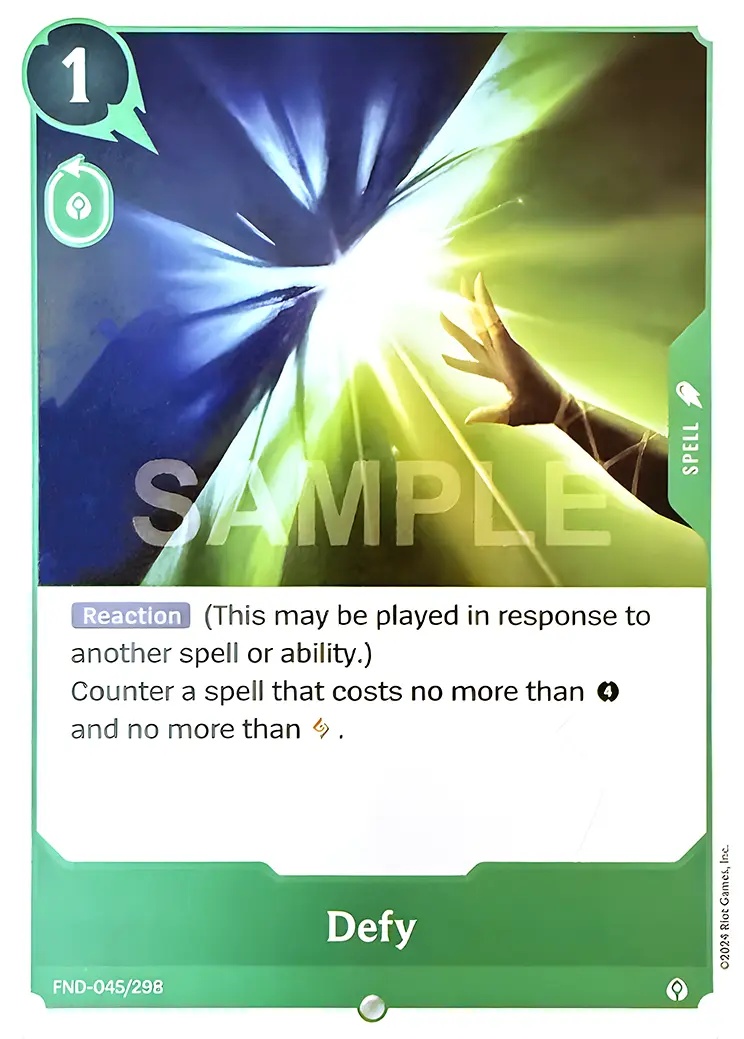 1
SPELL
SAMPLE
Reaction (This may be played in response to
another spell or ability.)
Counter a spell that costs no more than 4
and no more than .
Defy
FND-045/298
©2024 Riot Games, Inc.